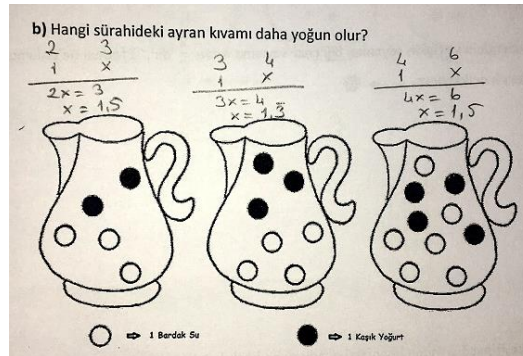 b) Hangi sürahideki ayran kıvamı daha yoğun olur?
2 3
1 x
2x = 3
x = 1,5
3 4
1 x
3x = 4
x = 1,3̅
4 6
1 x
4x = 6
x = 1,5
⇨ 1 Bardak Su
⇨ 1 Kaşık Yoğurt